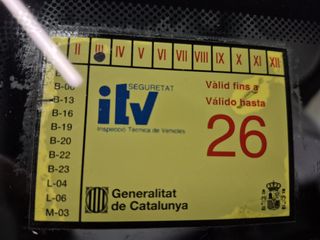 II III IV V VI VII VIII IX X XI XII
B-06
B-13
B-16
B-19
B-20
B-22
B-23
L-04
L-06
M-03
SEGURETAT
itv
Inspecció Tècnica de Vehicles
Vàlid fins a
Válido hasta
26
Generalitat
de Catalunya